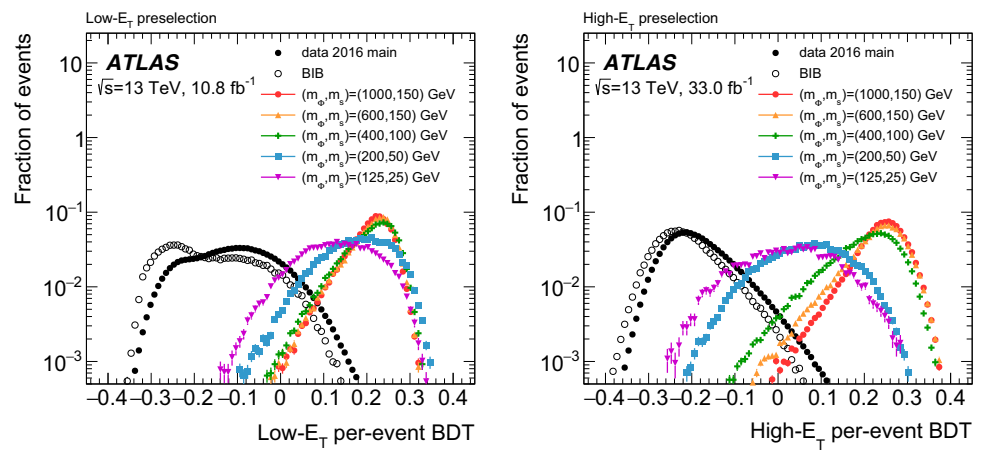 Low-E_T preselection
Fraction of events
10
1
10⁻¹
10⁻²
10⁻³
ATLAS
√s=13 TeV, 10.8 fb⁻¹
data 2016 main
BIB
(m_Φ,m_s)=(1000,150) GeV
(m_Φ,m_s)=(600,150) GeV
(m_Φ,m_s)=(400,100) GeV
(m_Φ,m_s)=(200,50) GeV
(m_Φ,m_s)=(125,25) GeV
−0.4 −0.3 −0.2 −0.1 0 0.1 0.2 0.3 0.4
Low-E_T per-event BDT
High-E_T preselection
Fraction of events
10
1
10⁻¹
10⁻²
10⁻³
ATLAS
√s=13 TeV, 33.0 fb⁻¹
data 2016 main
BIB
(m_Φ,m_s)=(1000,150) GeV
(m_Φ,m_s)=(600,150) GeV
(m_Φ,m_s)=(400,100) GeV
(m_Φ,m_s)=(200,50) GeV
(m_Φ,m_s)=(125,25) GeV
−0.4 −0.3 −0.2 −0.1 0 0.1 0.2 0.3 0.4
High-E_T per-event BDT